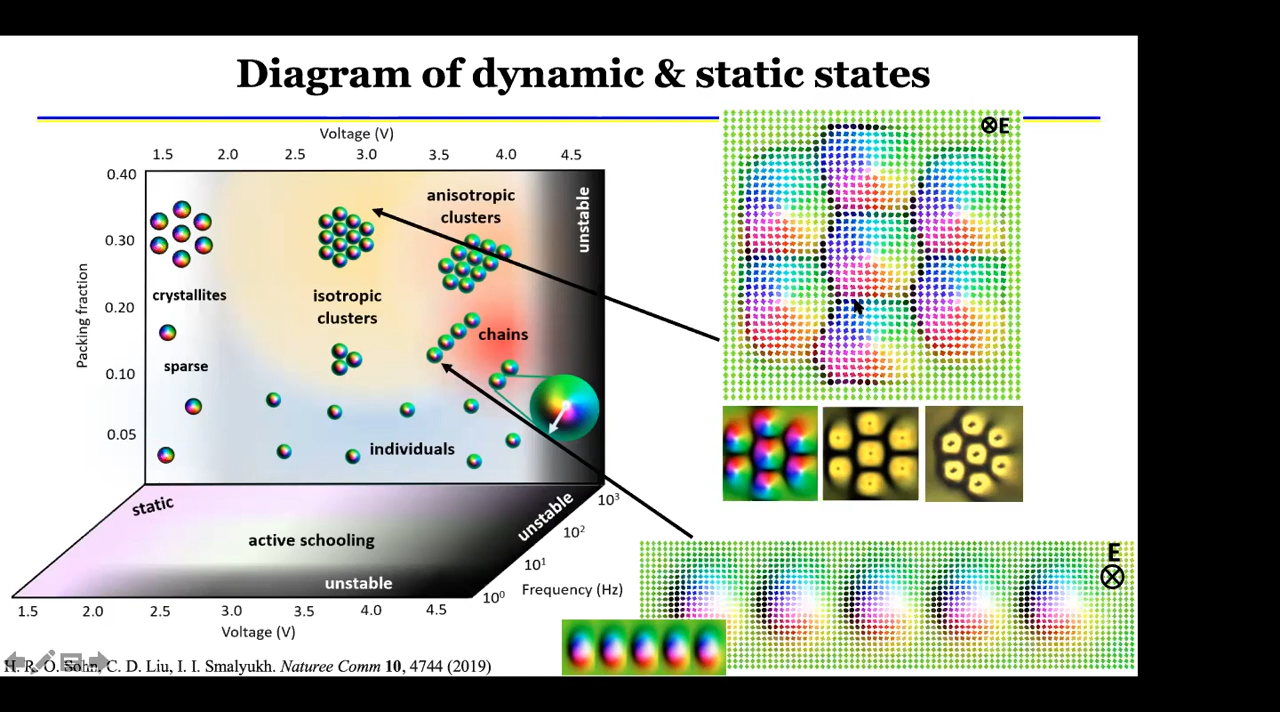 Diagram of dynamic & static states
Voltage (V)
1.5 2.0 2.5 3.0 3.5 4.0 4.5
Packing fraction
0.40
0.30
0.20
0.10
0.05
crystallites
sparse
isotropic
clusters
anisotropic
clusters
chains
individuals
unstable
static
active schooling
unstable
unstable
10³
10²
10¹
10⁰
Frequency (Hz)
1.5 2.0 2.5 3.0 3.5 4.0 4.5
Voltage (V)
⊗E
E
⊗
H. R. O. Sohn, C. D. Liu, I. I. Smalyukh. Naturee Comm 10, 4744 (2019)